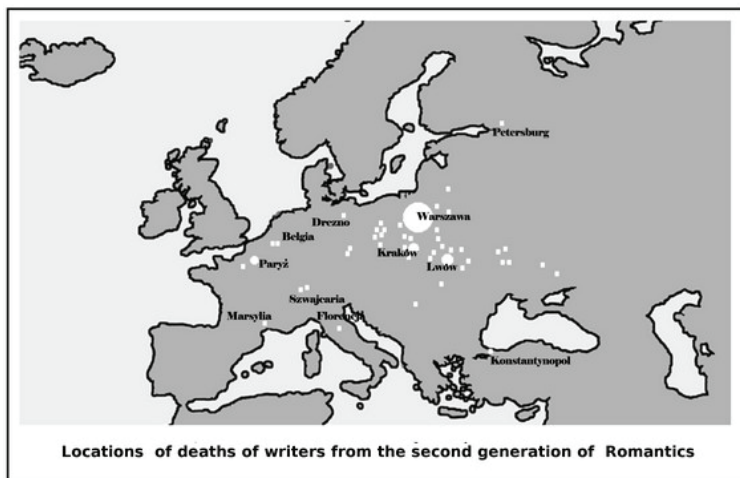 Petersburg
Warszawa
Drezno
Belgia
Kraków
Lwów
Paryż
Szwajcaria
Marsylia
Florencja
Konstantynopol
Locations of deaths of writers from the second generation of Romantics